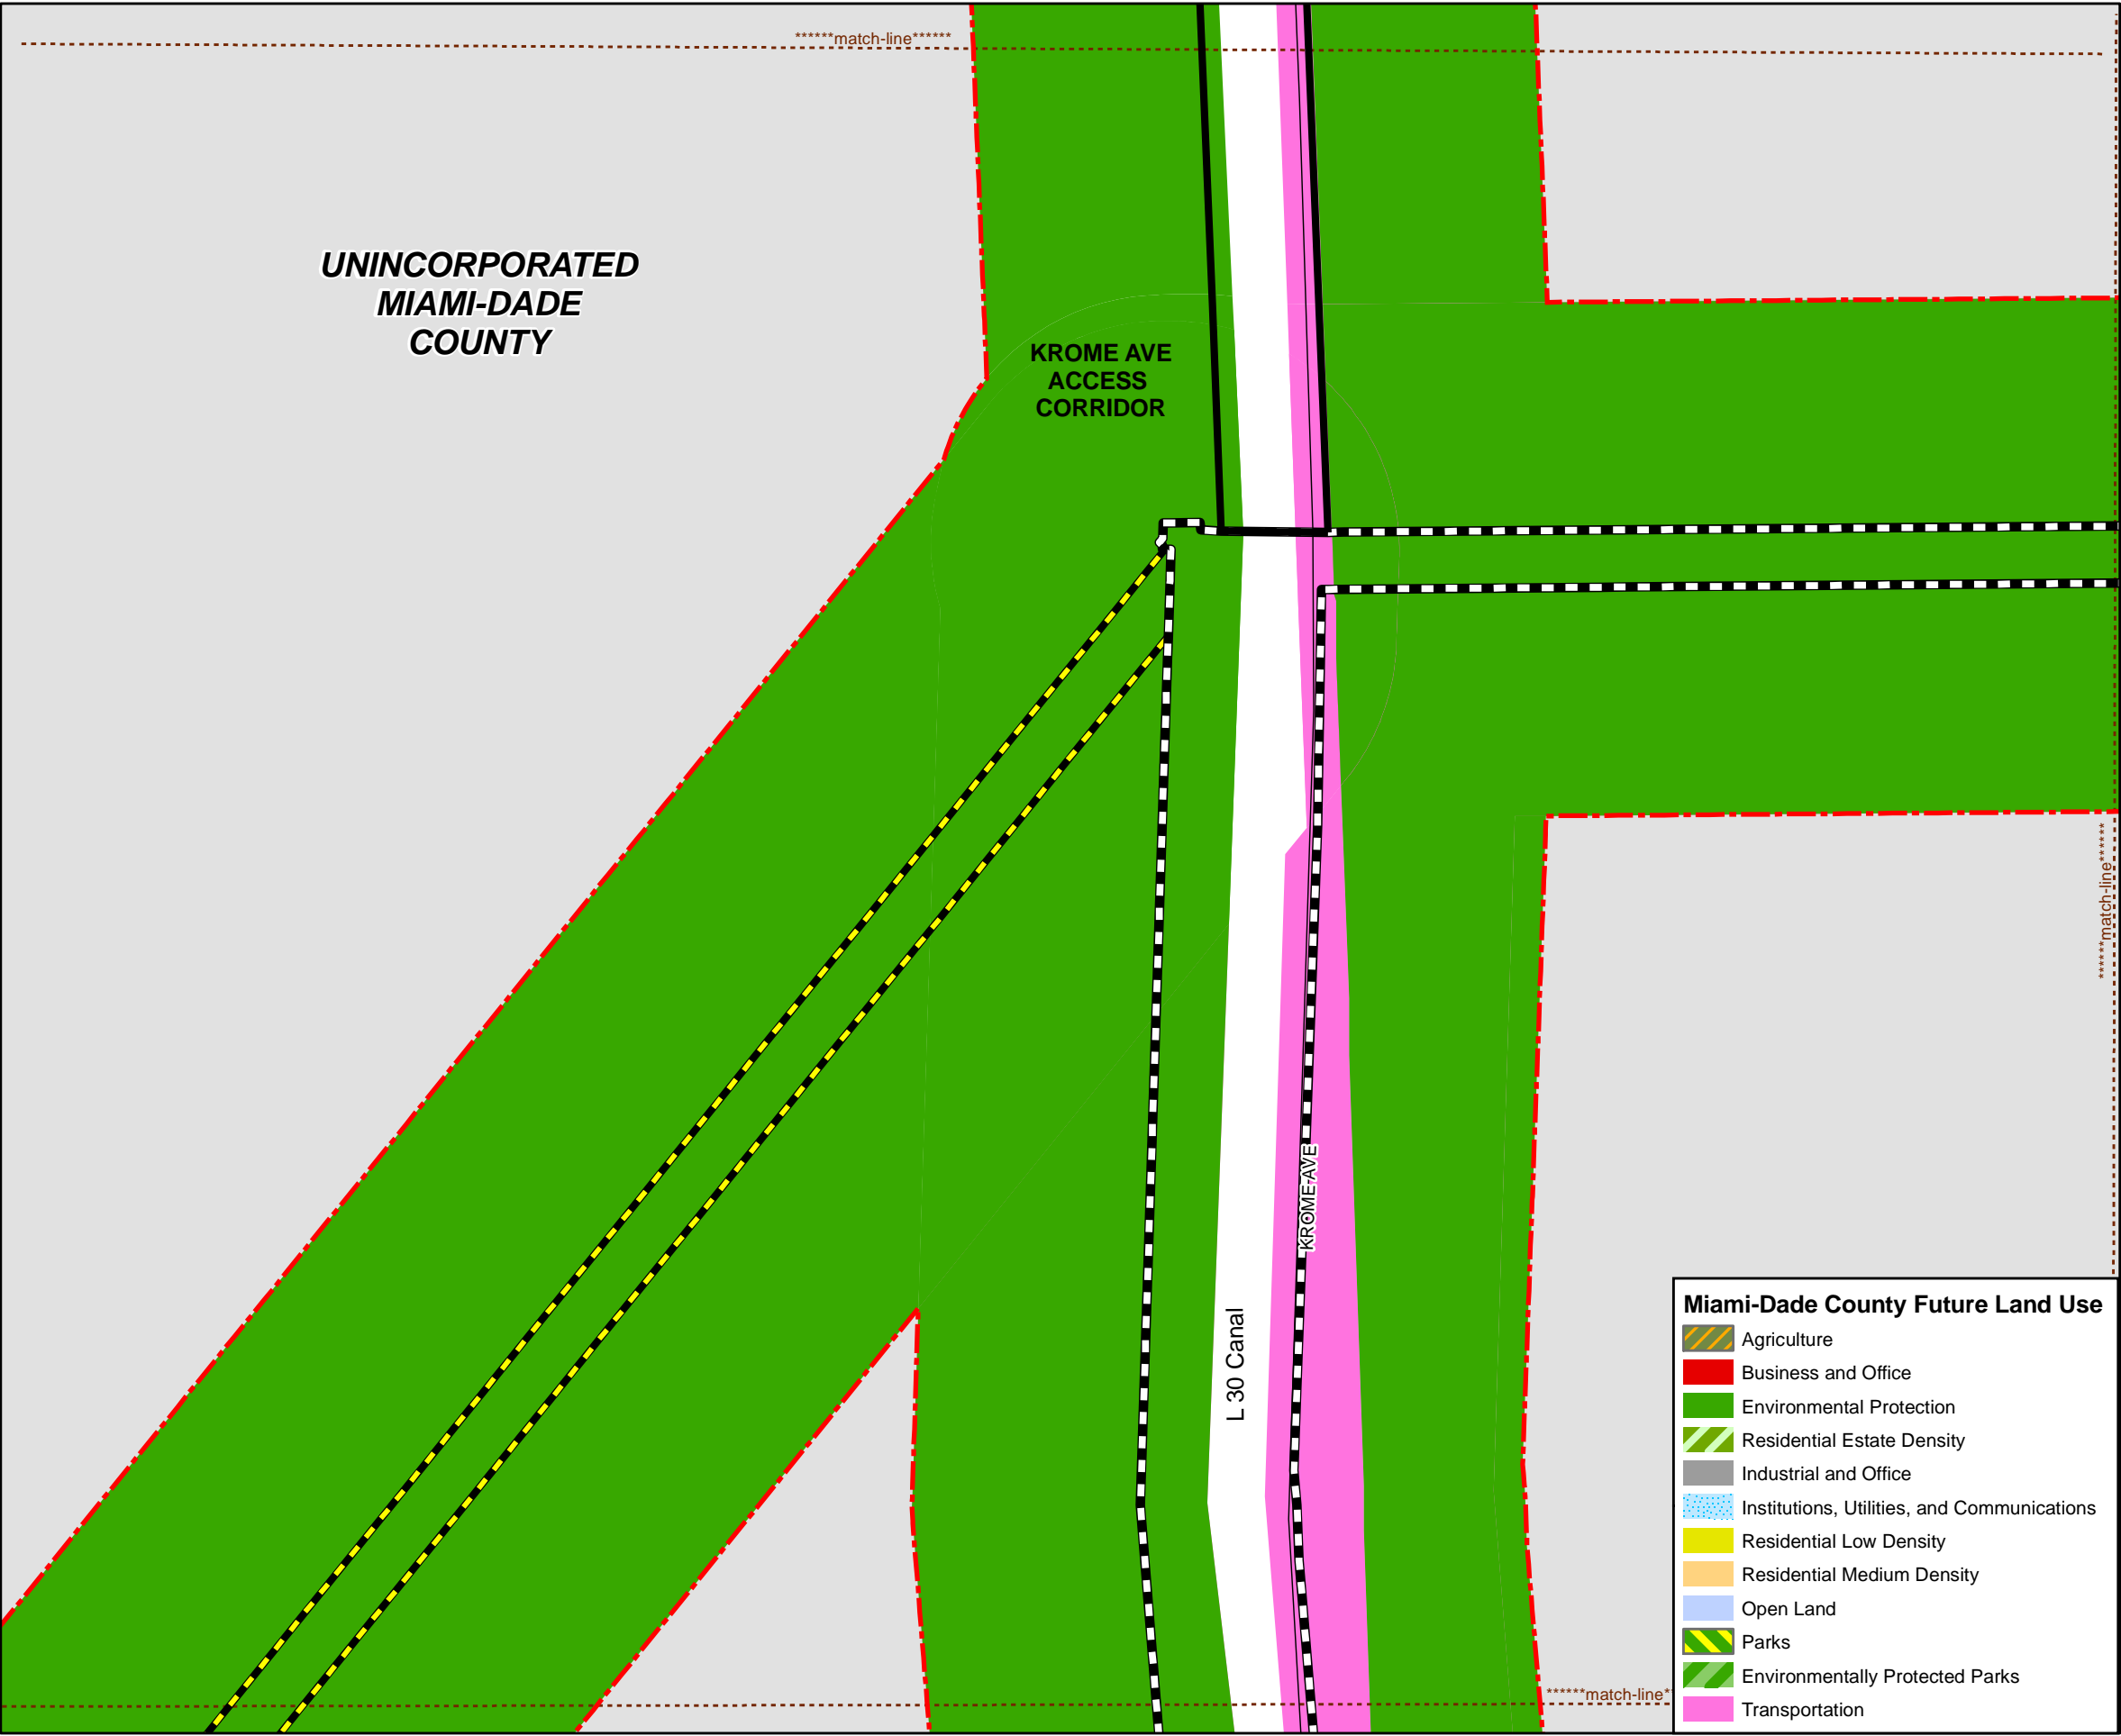 ******match-line******
UNINCORPORATED
MIAMI-DADE
COUNTY
KROME AVE
ACCESS
CORRIDOR
******match-line******
KROME AVE
L 30 Canal
Miami-Dade County Future Land Use
Agriculture
Business and Office
Environmental Protection
Residential Estate Density
Industrial and Office
Institutions, Utilities, and Communications
Residential Low Density
Residential Medium Density
Open Land
Parks
Environmentally Protected Parks
Transportation
******match-line*